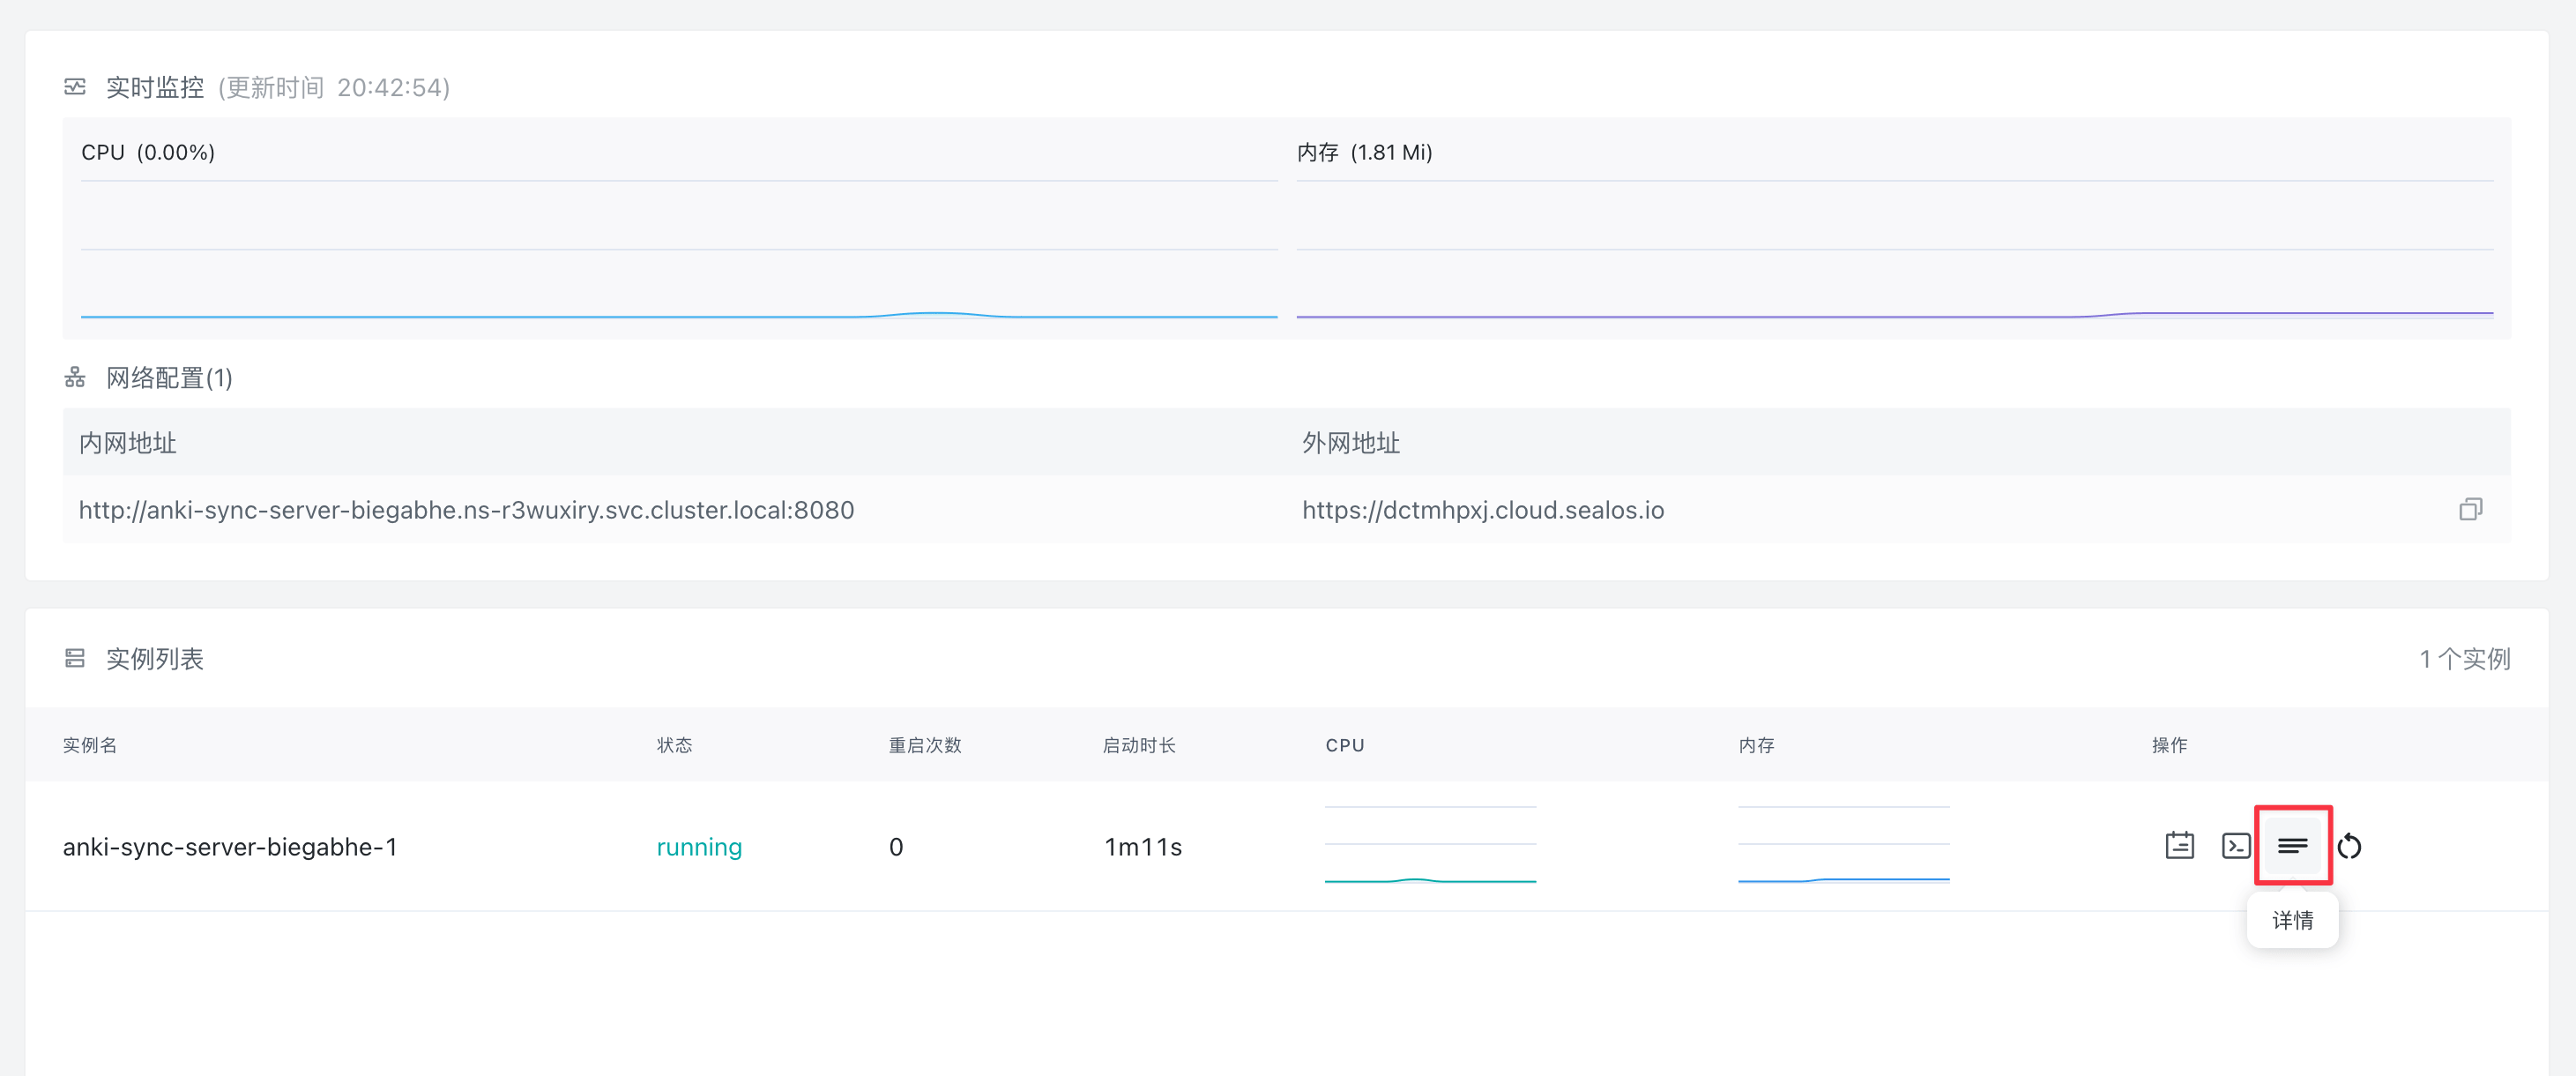 实时监控 (更新时间 20:42:54)
CPU (0.00%)
内存 (1.81 Mi)
网络配置(1)
内网地址
外网地址
http://anki-sync-server-biegabhe.ns-r3wuxiry.svc.cluster.local:8080
https://dctmhpxj.cloud.sealos.io
实例列表
1 个实例
实例名 状态 重启次数 启动时长 CPU 内存 操作
anki-sync-server-biegabhe-1 running 0 1m11s
详情